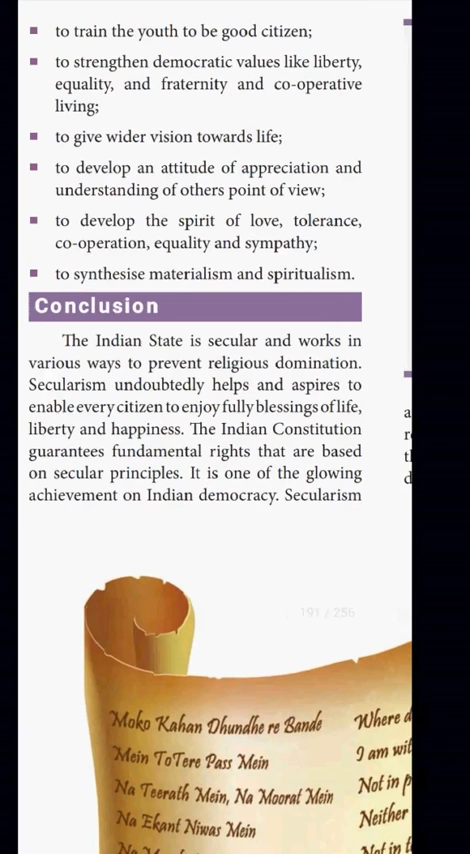 to train the youth to be good citizen;
to strengthen democratic values like liberty,
equality, and fraternity and co-operative
living;
to give wider vision towards life;
to develop an attitude of appreciation and
understanding of others point of view;
to develop the spirit of love, tolerance,
co-operation, equality and sympathy;
to synthesise materialism and spiritualism.
Conclusion
The Indian State is secular and works in
various ways to prevent religious domination.
Secularism undoubtedly helps and aspires to
enable every citizen to enjoy fully blessings of life,
liberty and happiness. The Indian Constitution
guarantees fundamental rights that are based
on secular principles. It is one of the glowing
achievement on Indian democracy. Secularism
191 / 256
Moko Kahan Dhundhe re Bande
Mein ToTere Pass Mein
Na Teerath Mein, Na Moorat Mein
Na Ekant Niwas Mein
Where
I am
Not in
Neither
Not in